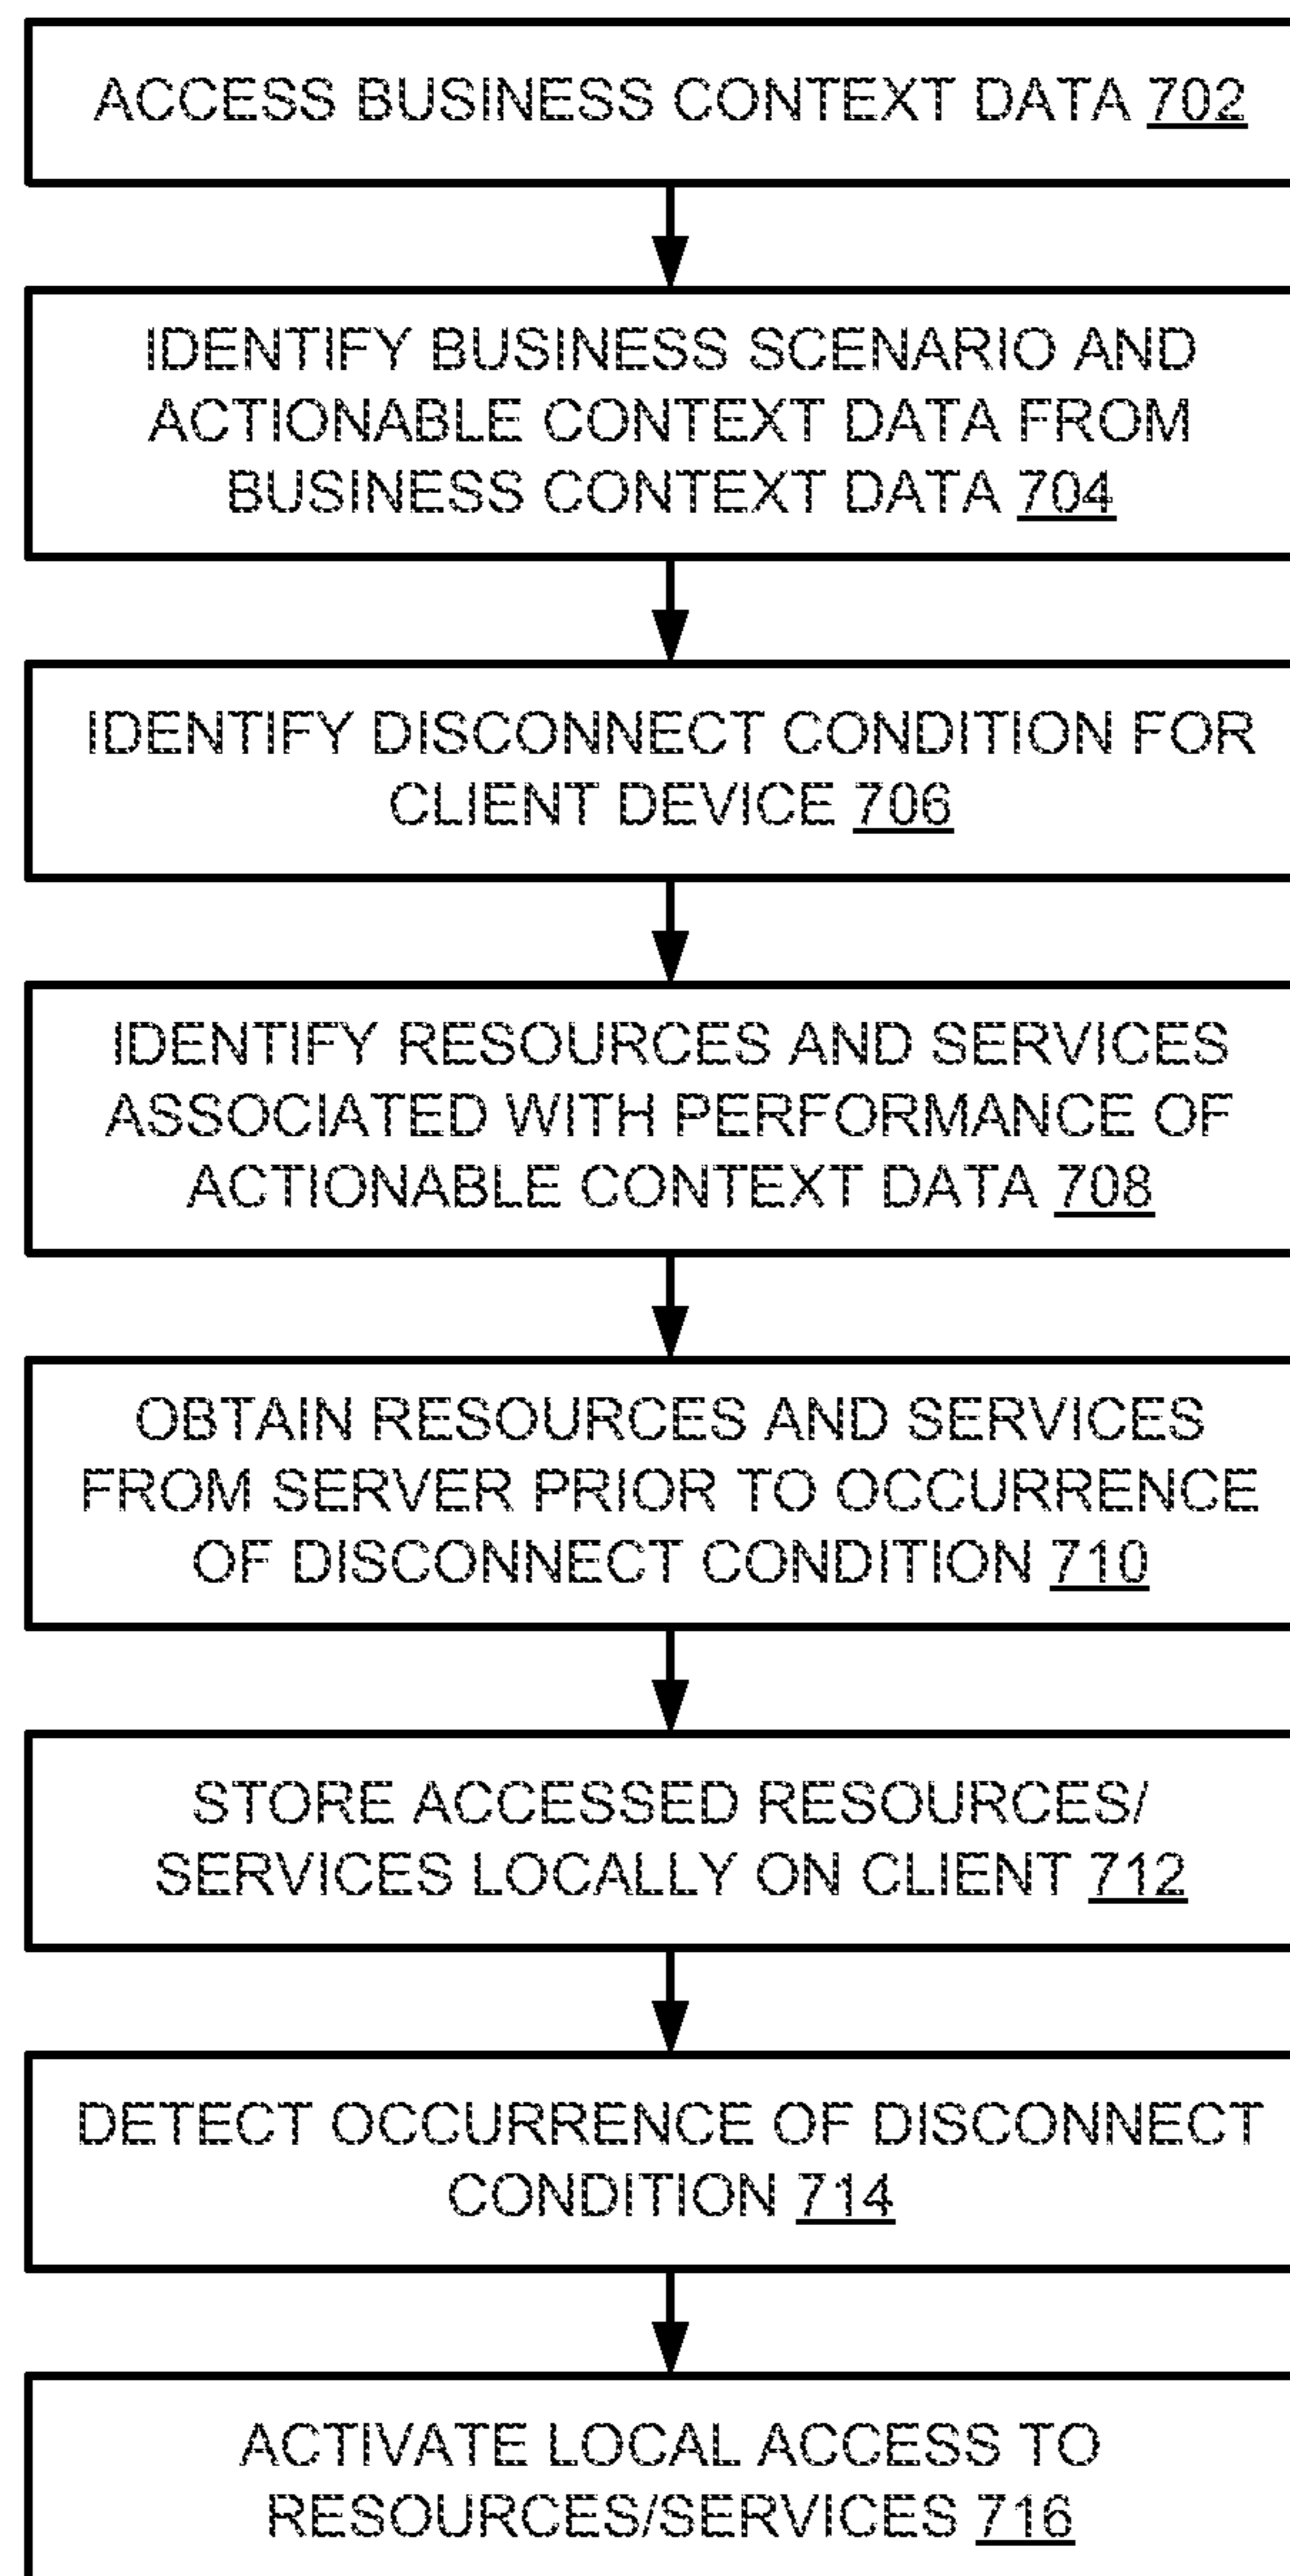 ACCESS BUSINESS CONTEXT DATA 702
IDENTIFY BUSINESS SCENARIO AND
ACTIONABLE CONTEXT DATA FROM
BUSINESS CONTEXT DATA 704
IDENTIFY DISCONNECT CONDITION FOR
CLIENT DEVICE 706
IDENTIFY RESOURCES AND SERVICES
ASSOCIATED WITH PERFORMANCE OF
ACTIONABLE CONTEXT DATA 708
OBTAIN RESOURCES AND SERVICES
FROM SERVER PRIOR TO OCCURRENCE
OF DISCONNECT CONDITION 710
STORE ACCESSED RESOURCES/
SERVICES LOCALLY ON CLIENT 712
DETECT OCCURRENCE OF DISCONNECT
CONDITION 714
ACTIVATE LOCAL ACCESS TO
RESOURCES/SERVICES 716